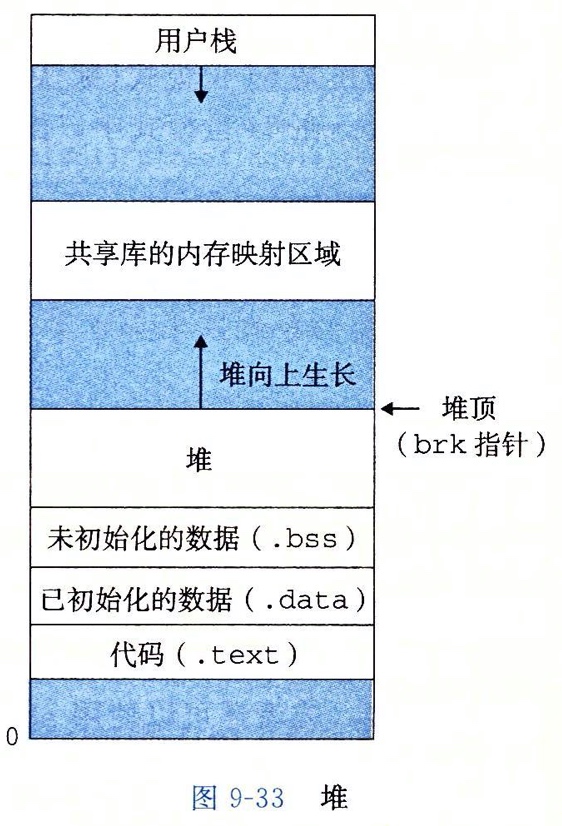 用户栈
共享库的内存映射区域
堆向上生长
堆顶
(brk 指针)
堆
未初始化的数据(.bss)
已初始化的数据(.data)
代码(.text)
0
图 9-33 堆